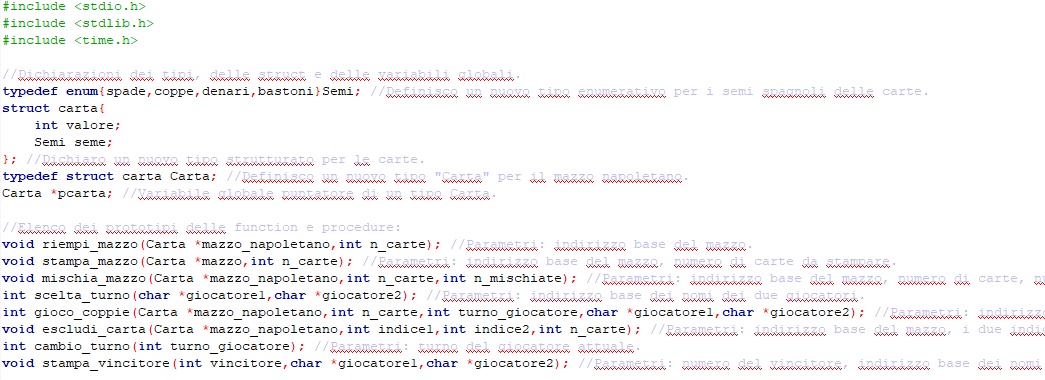 #include <stdio.h>
#include <stdlib.h>
#include <time.h>
//Dichiarazioni dei tipi, delle struct e delle variabili globali.
typedef enum{spade,coppe,denari,bastoni}Semi; //Definisco un nuovo tipo enumerativo per i semi spagnoli delle carte.
struct carta{
int valore;
Semi seme;
}; //Dichiaro un nuovo tipo strutturato per le carte.
typedef struct carta Carta; //Definisco un nuovo tipo "Carta" per il mazzo napoletano.
Carta *pcarta; //Variabile globale puntatore di un tipo Carta.
//Elenco dei prototipi delle function e procedure:
void riempi_mazzo(Carta *mazzo_napoletano,int n_carte); //Parametri: indirizzo base del mazzo.
void stampa_mazzo(Carta *mazzo,int n_carte); //Parametri: indirizzo base del mazzo, numero di carte da stampare.
void mischia_mazzo(Carta *mazzo_napoletano,int n_carte,int n_mischiate); //Parametri: indirizzo base del mazzo, numero di carte,
int scelta_turno(char *giocatore1,char *giocatore2); //Parametri: indirizzo base dei nomi dei due giocatori.
int gioco_coppie(Carta *mazzo_napoletano,int n_carte,int turno_giocatore,char *giocatore1,char *giocatore2); //Parametri:
void escludi_carta(Carta *mazzo_napoletano,int indice1,int indice2,int n_carte); //Parametri: indirizzo base del mazzo, i due
int cambio_turno(int turno_giocatore); //Parametri: turno del giocatore attuale.
void stampa_vincitore(int vincitore,char *giocatore1,char *giocatore2); //Parametri: numero del vincitore, indirizzo base dei nomi